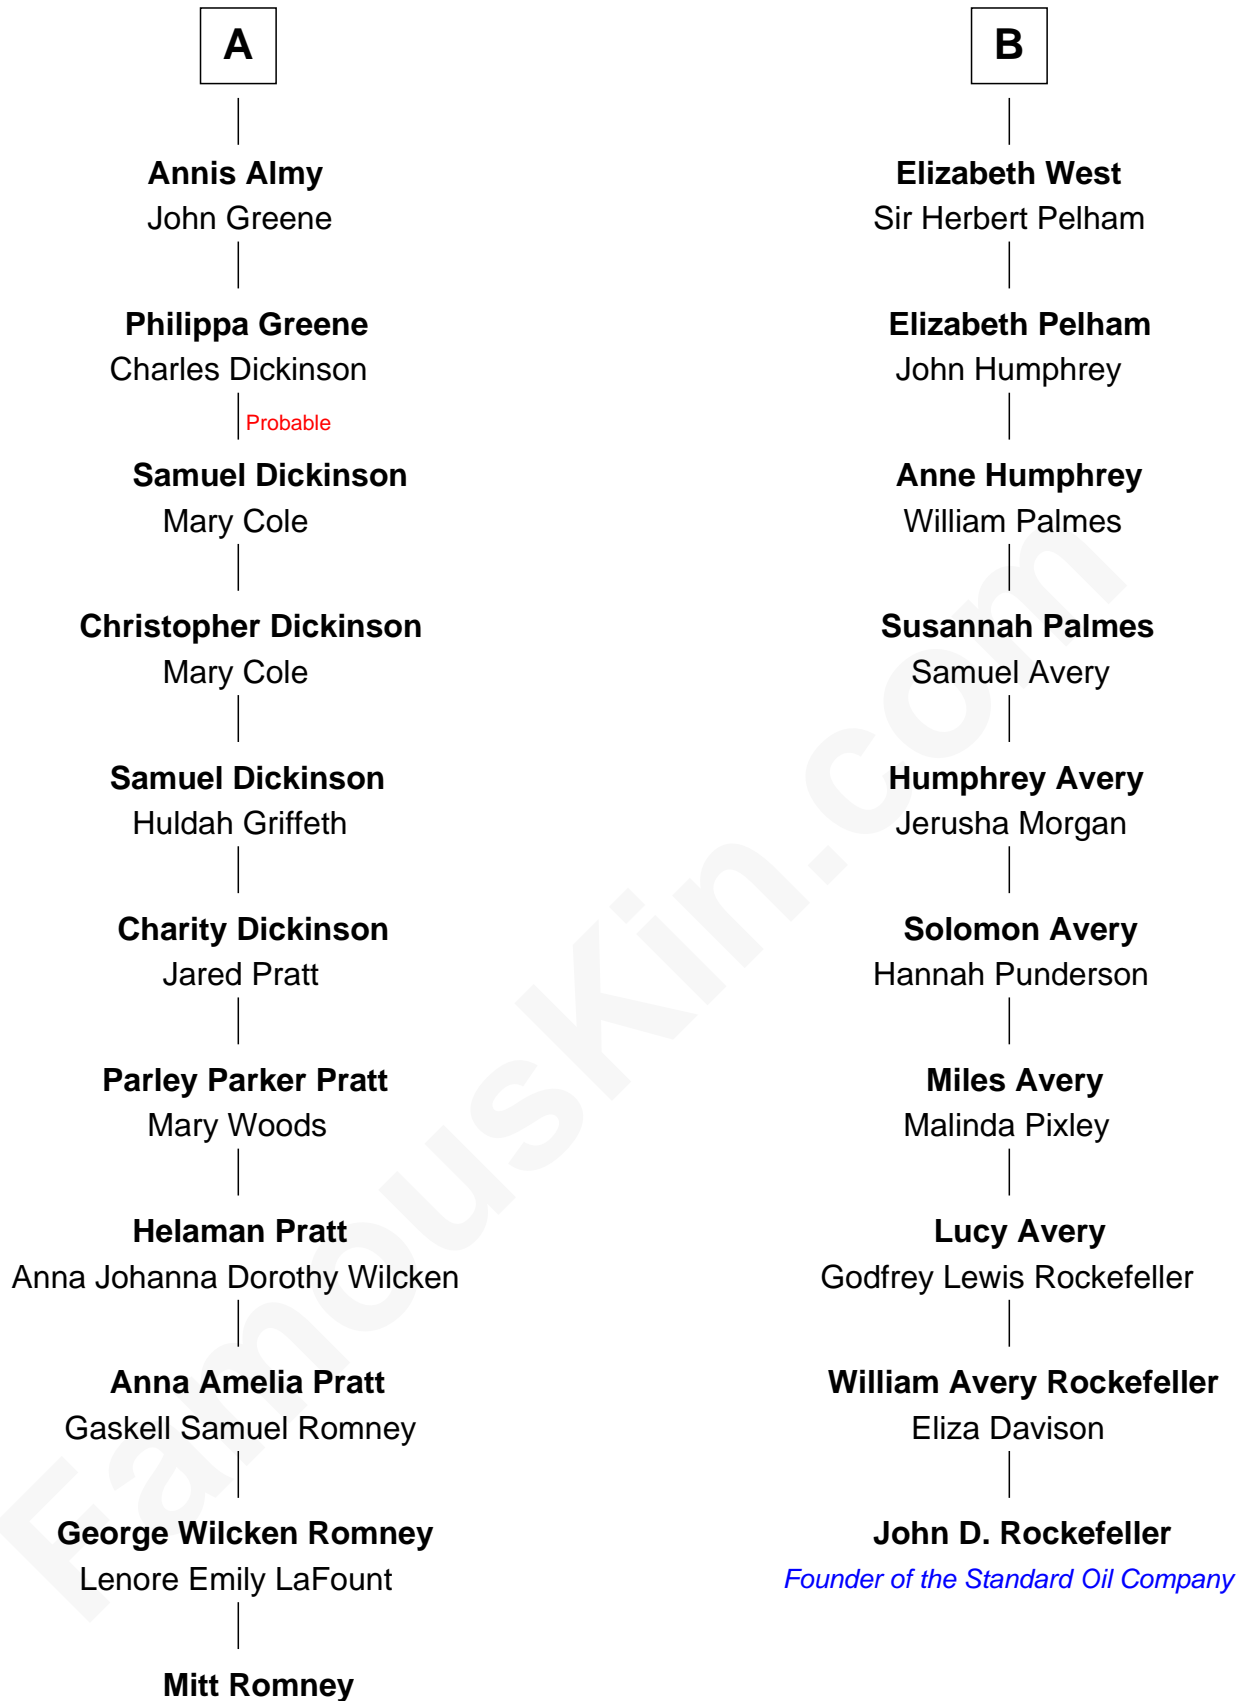 A
Annis Almy
John Greene
Philippa Greene
Charles Dickinson
Probable
Samuel Dickinson
Mary Cole
Christopher Dickinson
Mary Cole
Samuel Dickinson
Huldah Griffeth
Charity Dickinson
Jared Pratt
Parley Parker Pratt
Mary Woods
Helaman Pratt
Anna Johanna Dorothy Wilcken
Anna Amelia Pratt
Gaskell Samuel Romney
George Wilcken Romney
Lenore Emily LaFount
Mitt Romney
B
Elizabeth West
Sir Herbert Pelham
Elizabeth Pelham
John Humphrey
Anne Humphrey
William Palmes
Susannah Palmes
Samuel Avery
Humphrey Avery
Jerusha Morgan
Solomon Avery
Hannah Punderson
Miles Avery
Malinda Pixley
Lucy Avery
Godfrey Lewis Rockefeller
William Avery Rockefeller
Eliza Davison
John D. Rockefeller
Founder of the Standard Oil Company
FamousKin.com